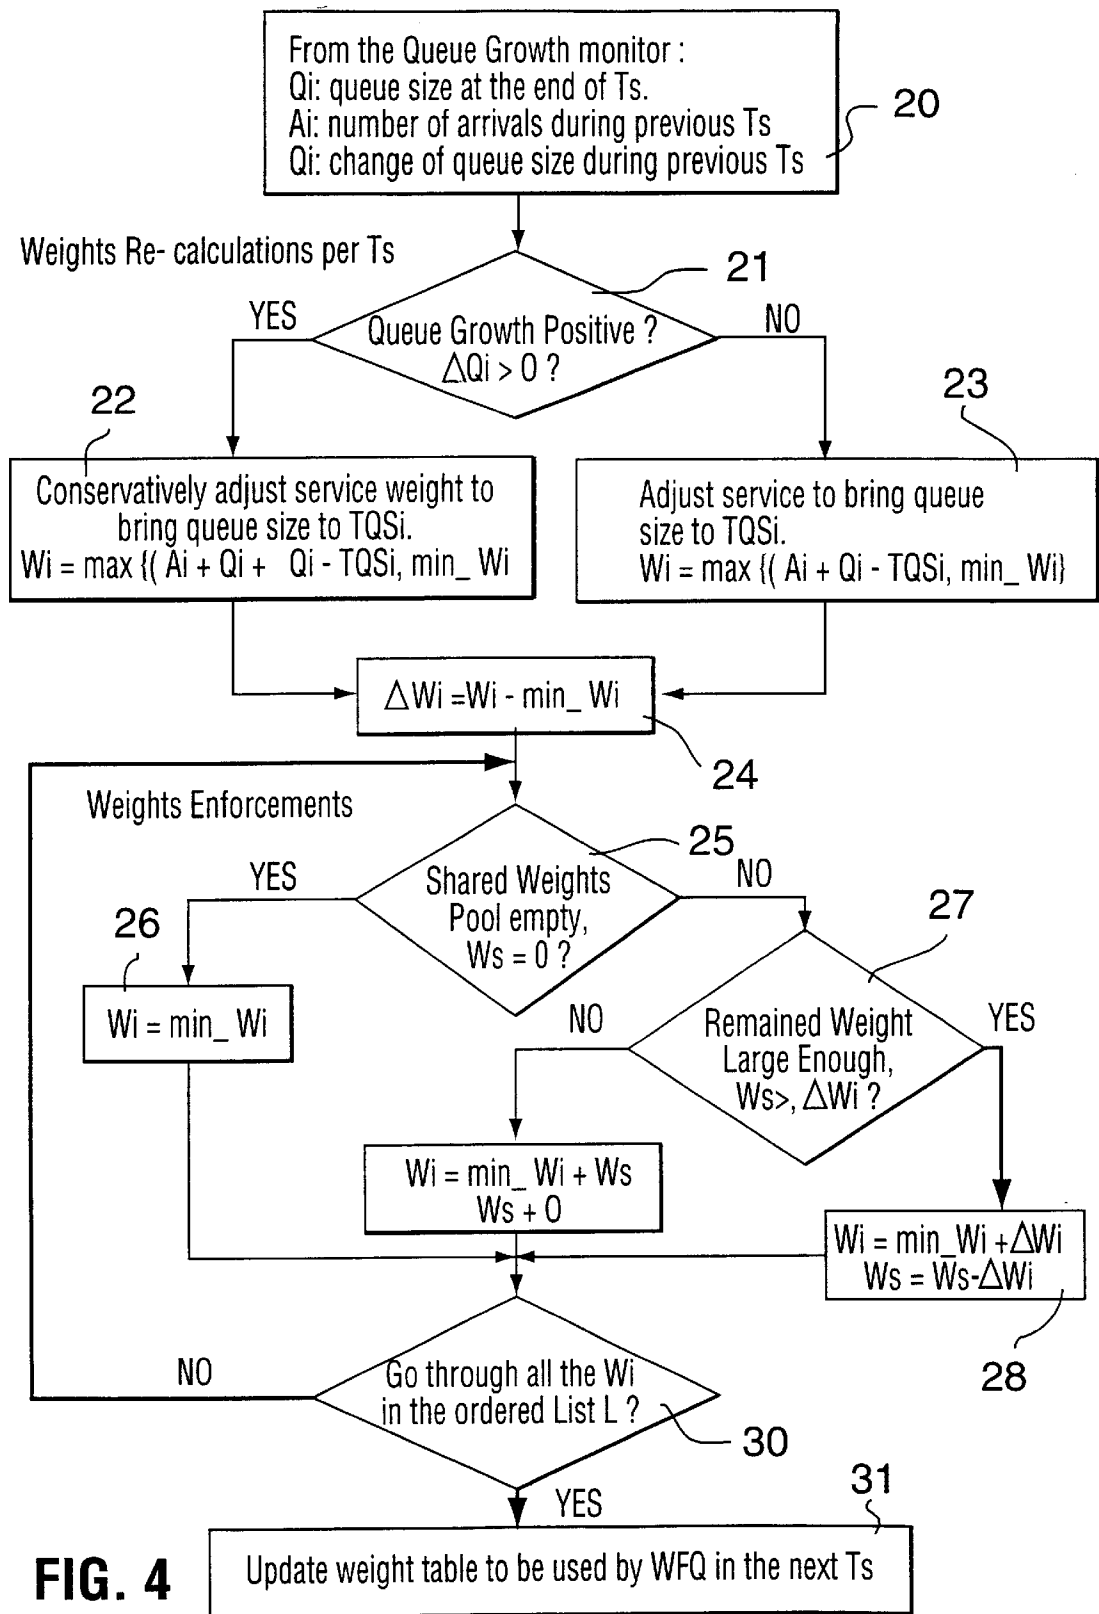 From the Queue Growth monitor :
Qi: queue size at the end of Ts.
Ai: number of arrivals during previous Ts
Qi: change of queue size during previous Ts
20
Weights Re- calculations per Ts
21
YES
Queue Growth Positive ?
ΔQi > 0 ?
NO
22
Conservatively adjust service weight to
bring queue size to TQSi.
Wi = max {( Ai + Qi + Qi - TQSi, min_ Wi
23
Adjust service to bring queue
size to TQSi.
Wi = max {( Ai + Qi - TQSi, min_ Wi}
ΔWi =Wi - min_ Wi
24
Weights Enforcements
25
YES
Shared Weights
Pool empty,
Ws = 0 ?
NO
26
Wi = min_ Wi
27
NO
Remained Weight
Large Enough,
Ws>, ΔWi ?
YES
Wi = min_ Wi + Ws
Ws + 0
Wi = min_Wi +ΔWi
Ws = Ws-ΔWi
28
NO
Go through all the Wi
in the ordered List L ?
30
YES
31
Update weight table to be used by WFQ in the next Ts
FIG. 4